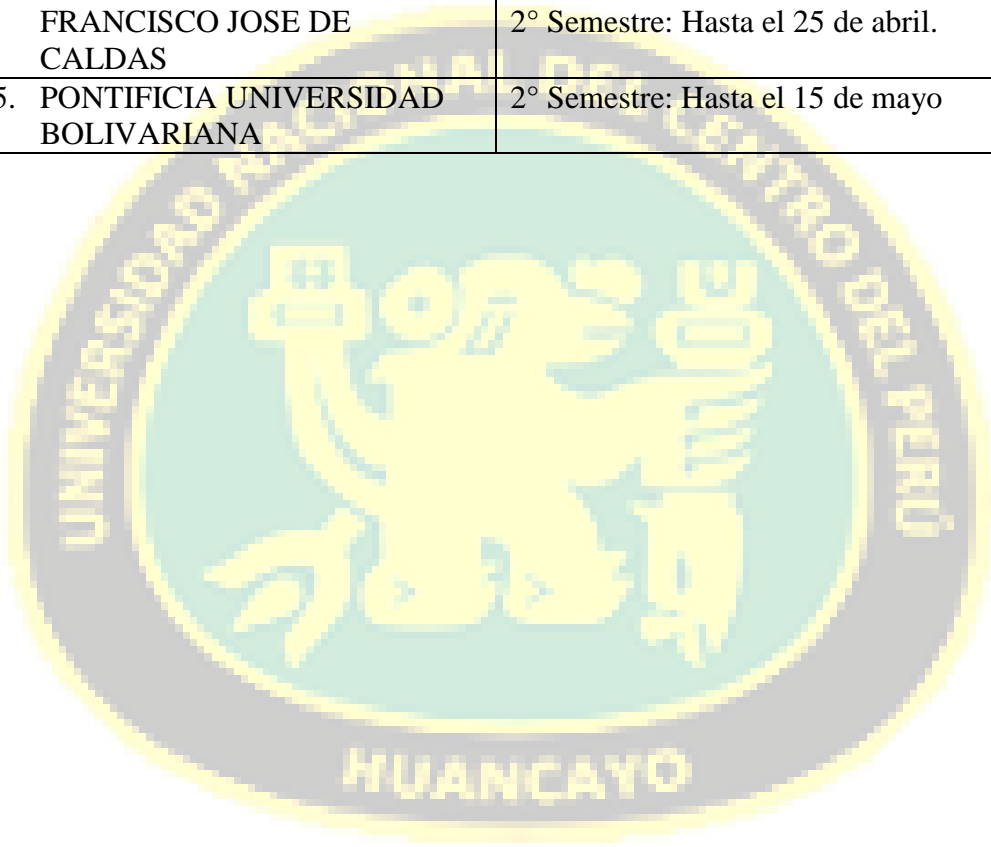 FRANCISCO JOSE DE
CALDAS
2° Semestre: Hasta el 25 de abril.
5. PONTIFICIA UNIVERSIDAD
BOLIVARIANA
2° Semestre: Hasta el 15 de mayo
UNIVERSIDAD NACIONAL DEL CENTRO DEL PERÚ
HUANCAYO